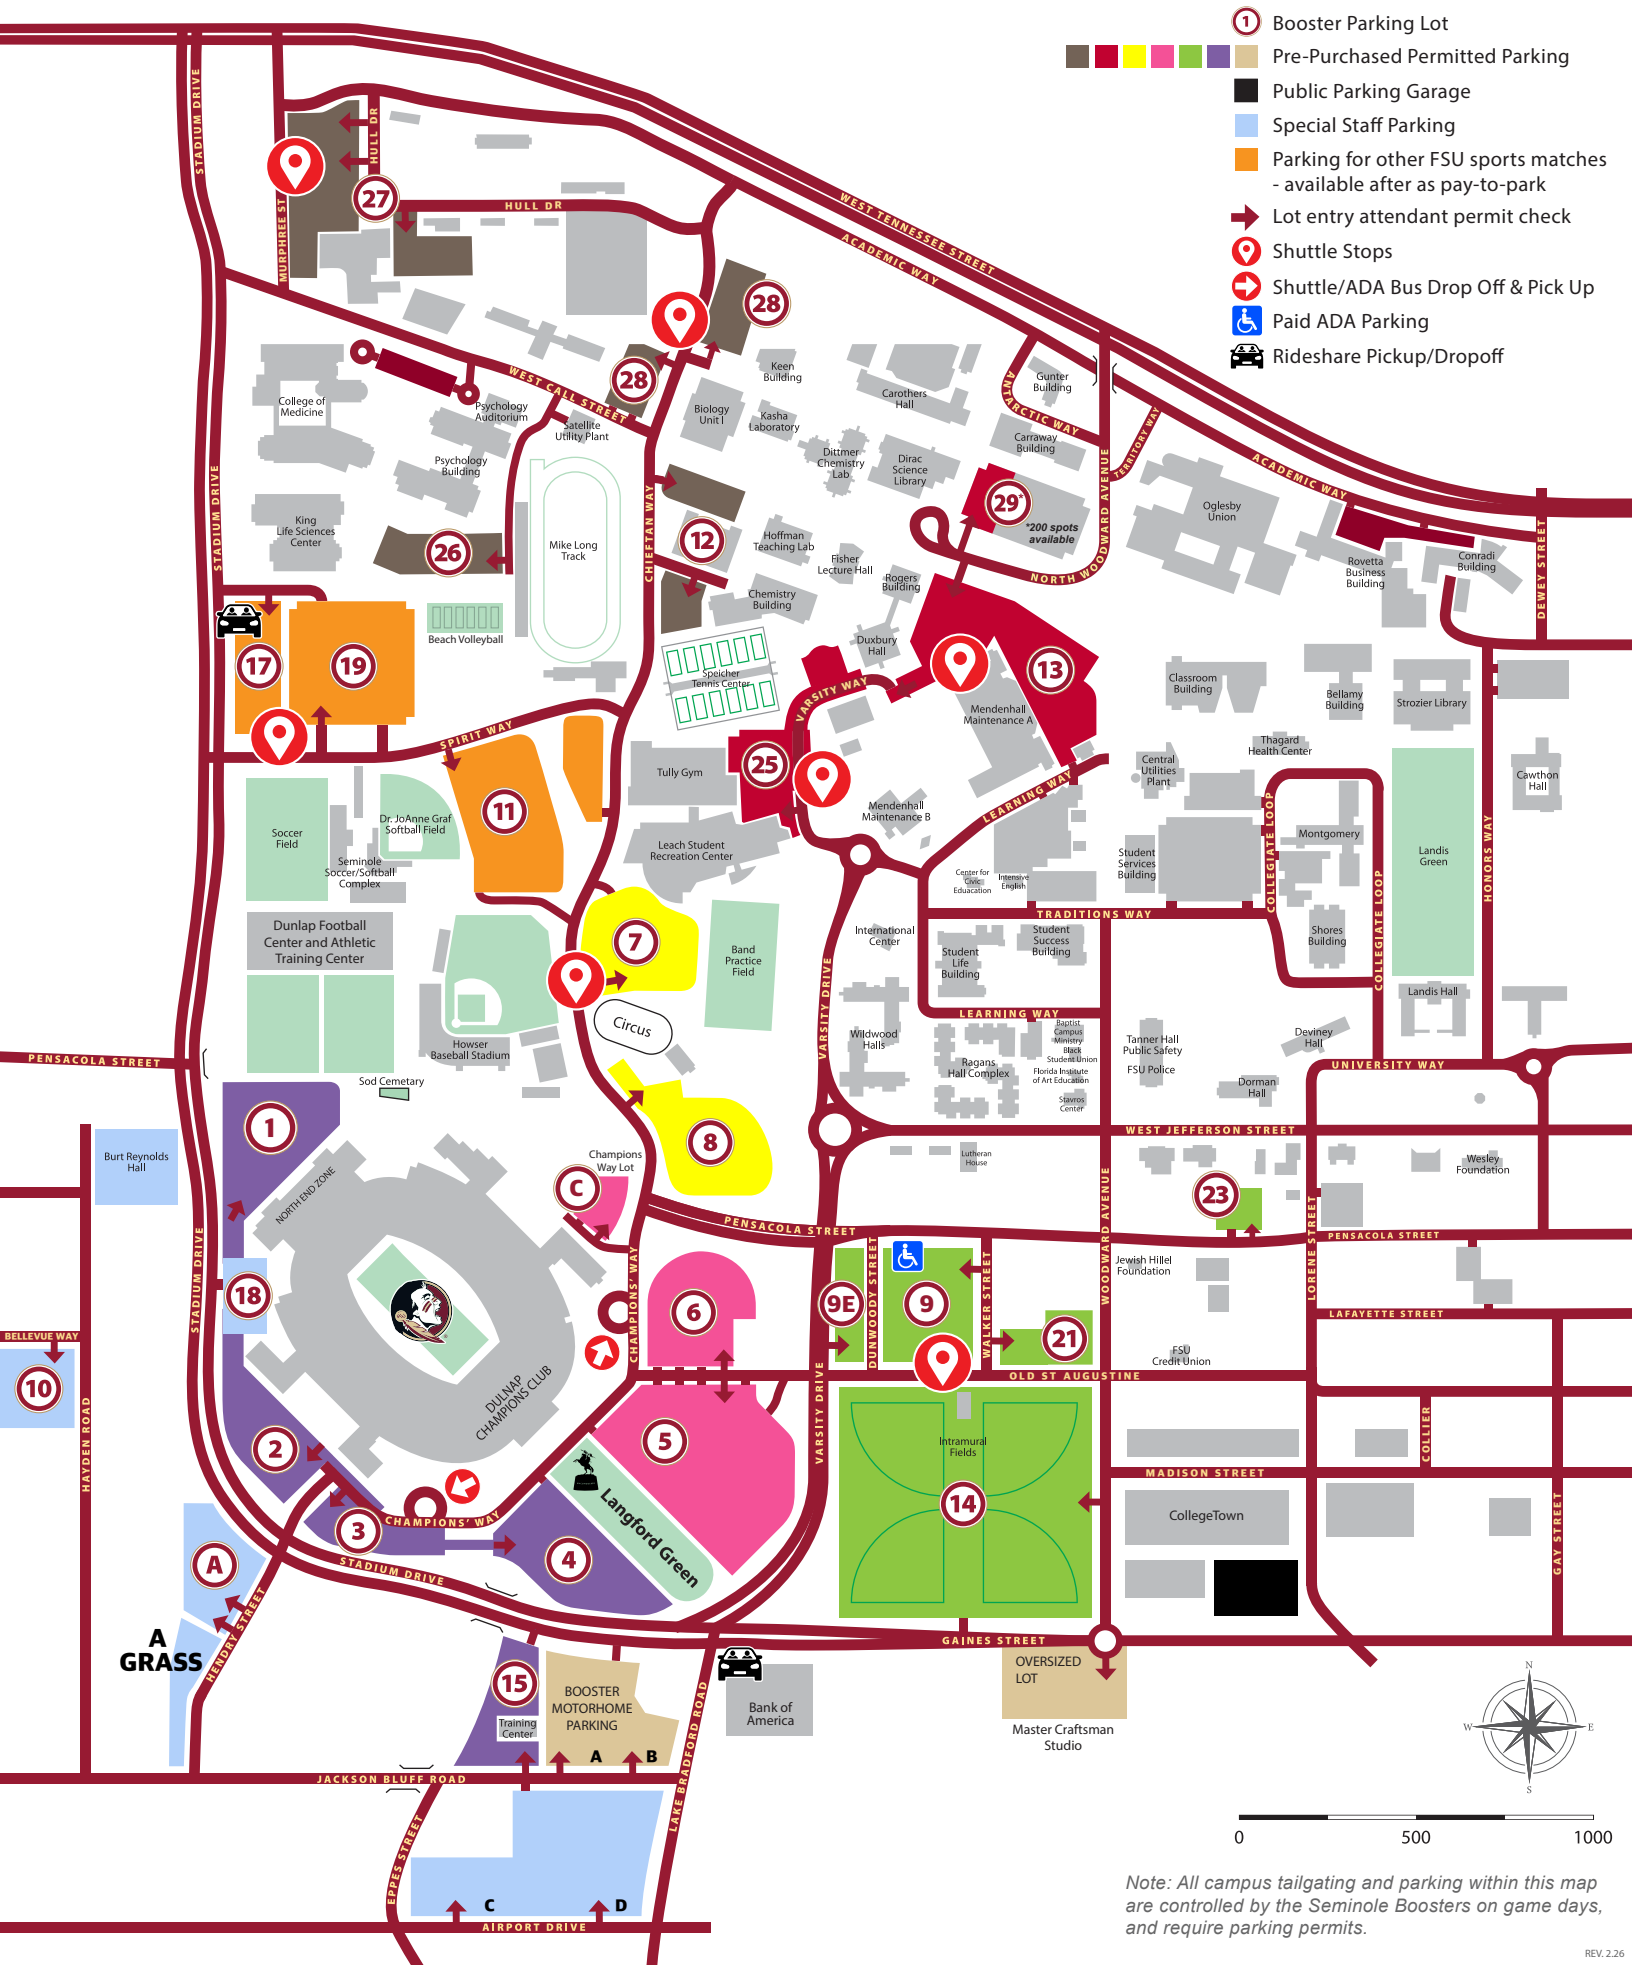 1
Booster Parking Lot
Pre-Purchased Permitted Parking
Public Parking Garage
Special Staff Parking
Parking for other FSU sports matches
- available after as pay-to-park
Lot entry attendant permit check
Shuttle Stops
Shuttle/ADA Bus Drop Off & Pick Up
Paid ADA Parking
Rideshare Pickup/Dropoff
STADIUM DRIVE
HULL DR
27
MURPHREE ST
HULL DR
WEST TENNESSEE STREET
ACADEMIC WAY
28
28
WEST CALL STREET
College of
Medicine
Psychology
Auditorium
Satellite
Utility Plant
Psychology
Building
Biology
Unit I
Keen
Building
Kasha
Laboratory
Carothers
Hall
Gunter
Building
ANTARCTIC WAY
Carraway
Building
TERRITORY WAY
Dittmer
Chemistry
Lab
Dirac
Science
Library
29*
*200 spots
available
NORTH WOODWARD AVENUE
Oglesby
Union
ACADEMIC WAY
Rovetta
Business
Building
Conradi
Building
DEWEY STREET
STADIUM DRIVE
King
Life Sciences
Center
26
Mike Long
Track
CHIEFTAN WAY
12
Hoffman
Teaching Lab
Fisher
Lecture Hall
Rogers
Building
Chemistry
Building
Beach Volleyball
Duxbury
Hall
17
19
Speicher
Tennis Center
VARSITY WAY
13
Mendenhall
Maintenance A
Classroom
Building
Bellamy
Building
Strozier Library
SPIRIT WAY
Tully Gym
25
Thagard
Health Center
Central
Utilities
Plant
Cawthon
Hall
11
Soccer
Field
Dr. JoAnne Graf
Softball Field
Seminole
Soccer/Softball
Complex
Leach Student
Recreation Center
Mendenhall
Maintenance B
LEARNING WAY
Center for
Civic
Eduacation
Intensive
English
Student
Services
Building
COLLEGIATE LOOP
Montgomery
COLLEGIATE LOOP
Landis
Green
HONORS WAY
TRADITIONS WAY
Dunlap Football
Center and Athletic
Training Center
7
Band
Practice
Field
International
Center
Student
Life
Building
Student
Success
Building
Shores
Building
Landis Hall
Circus
Howser
Baseball Stadium
VARSITY DRIVE
LEARNING WAY
Wildwood
Halls
Ragans
Hall Complex
Baptist
Campus
Ministry
Black
Student Union
Florida Institute
of Art Education
Stavros
Center
Tanner Hall
Public Safety
FSU Police
Deviney
Hall
Dorman
Hall
UNIVERSITY WAY
PENSACOLA STREET
Sod Cemetary
1
8
WEST JEFFERSON STREET
Burt Reynolds
Hall
Champions
Way Lot
C
NORTH END ZONE
Lutheran
House
Wesley
Foundation
23
PENSACOLA STREET
PENSACOLA STREET
STADIUM DRIVE
18
CHAMPIONS' WAY
6
9E
DUNWOODY STREET
9
WALKER STREET
21
WOODWARD AVENUE
Jewish Hillel
Foundation
LORENE STREET
LAFAYETTE STREET
FSU
Credit Union
BELLEVUE WAY
10
HAYDEN ROAD
DULNAP
CHAMPIONS CLUB
OLD ST AUGUSTINE
2
5
VARSITY DRIVE
Intramural
Fields
COLLIER
MADISON STREET
3
CHAMPIONS' WAY
4
Langford Green
14
CollegeTown
GAY STREET
A
STADIUM DRIVE
HENDRY STREET
A
GRASS
GAINES STREET
15
Training
Center
BOOSTER
MOTORHOME
PARKING
A
B
LAKE BRADFORD ROAD
Bank of
America
OVERSIZED
LOT
Master Craftsman
Studio
JACKSON BLUFF ROAD
EPPES STREET
C
D
AIRPORT DRIVE
N
W
E
S
0
500
1000
Note: All campus tailgating and parking within this map
are controlled by the Seminole Boosters on game days,
and require parking permits.
REV. 2.26